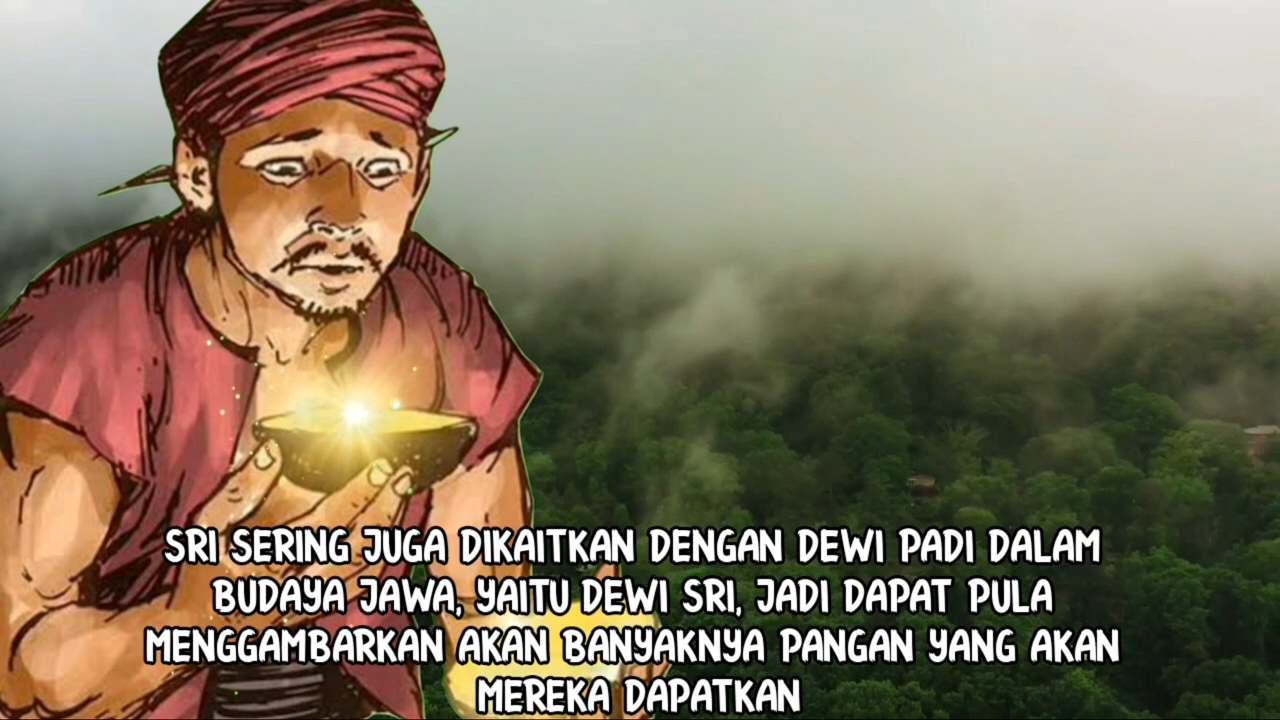 SRI SERING JUGA DIKAITKAN DENGAN DEWI PADI DALAM
BUDAYA JAWA, YAITU DEWI SRI, JADI DAPAT PULA
MENGGAMBARKAN AKAN BANYAKNYA PANGAN YANG AKAN
MEREKA DAPATKAN